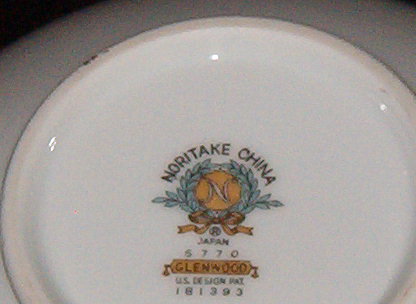 NORITAKE CHINA
N
®
JAPAN
5770
GLENWOOD
U.S. DESIGN PAT.
181393